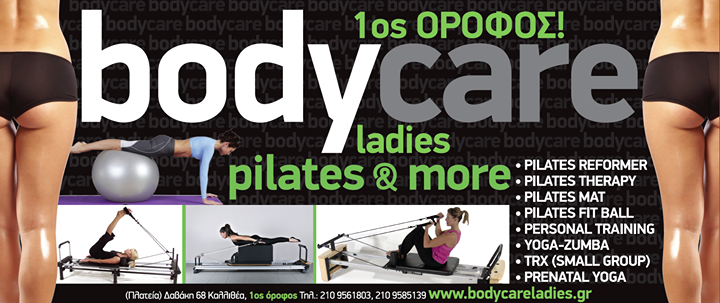 1os ΟΡΟΦΟΣ!
bodycare
ladies
pilates & more
• PILATES REFORMER
• PILATES THERAPY
• PILATES MAT
• PILATES FIT BALL
• PERSONAL TRAINING
• YOGA-ZUMBA
• TRX (SMALL GROUP)
• PRENATAL YOGA
(Πλατεία) Δαβάκη 68 Καλλιθέα, 1os όροφος Τηλ.: 210 9561803, 210 9585139 www.bodycareladies.gr